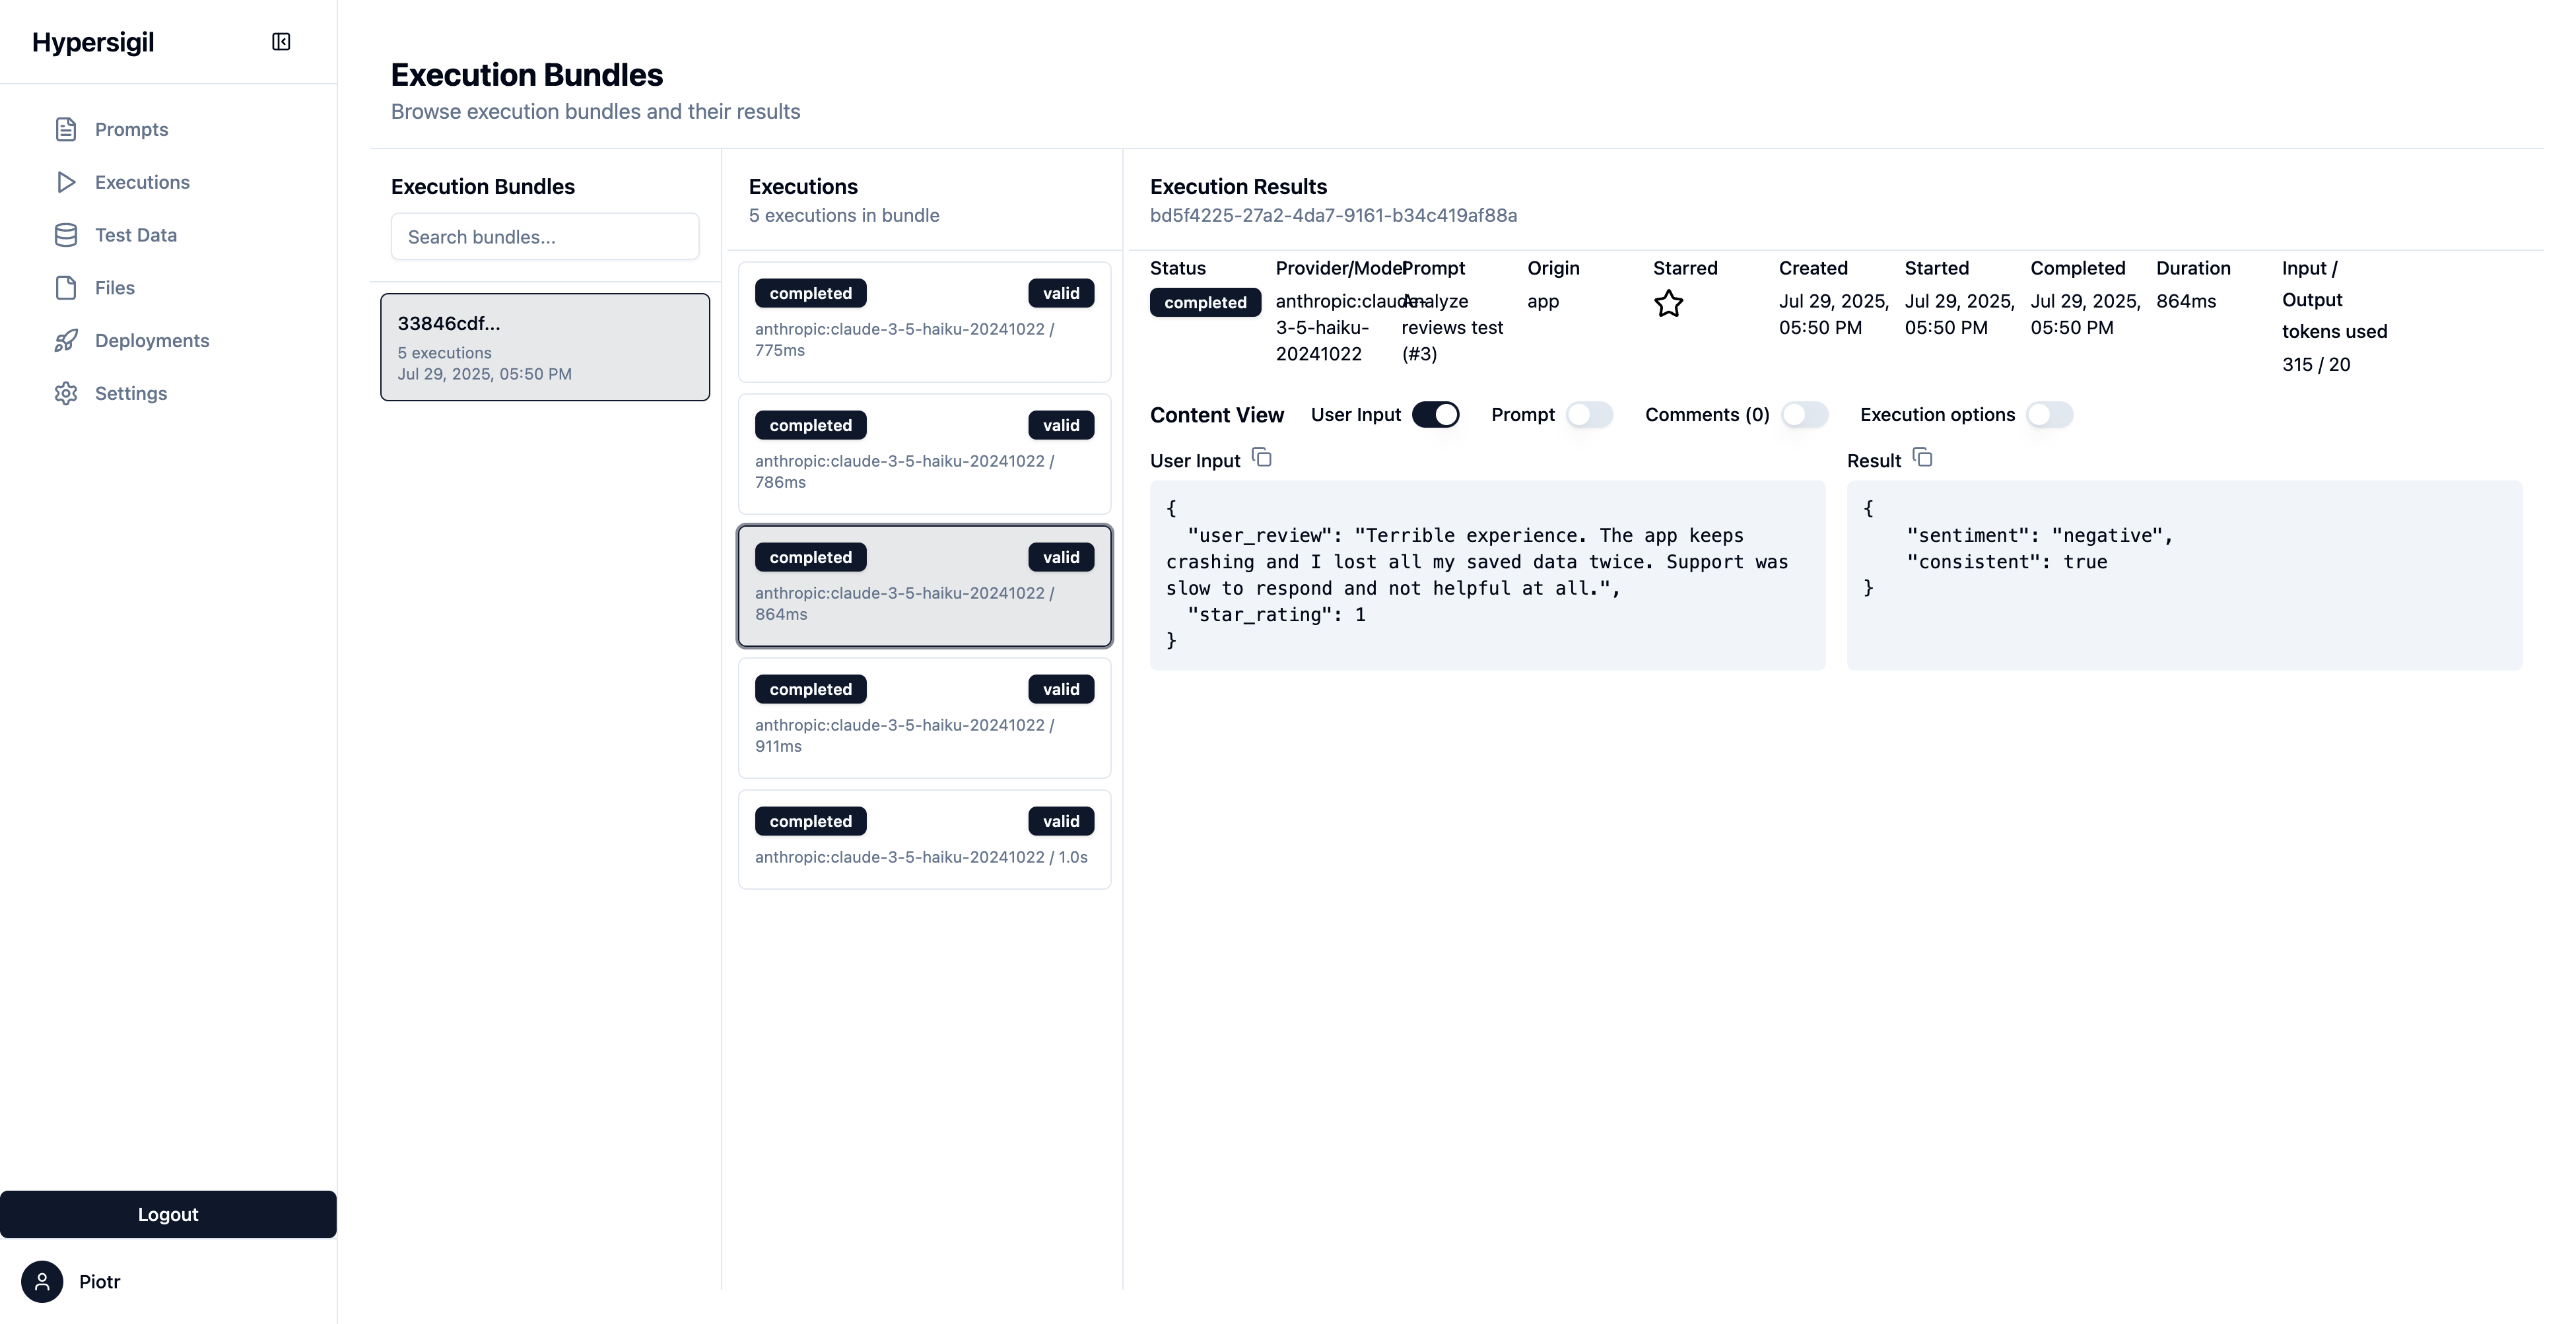 Hypersigil
Prompts
Executions
Test Data
Files
Deployments
Settings
Logout
Piotr
Execution Bundles
Browse execution bundles and their results
Execution Bundles
Search bundles...
33846cdf...
5 executions
Jul 29, 2025, 05:50 PM
Executions
5 executions in bundle
completed valid
anthropic:claude-3-5-haiku-20241022 /
775ms
completed valid
anthropic:claude-3-5-haiku-20241022 /
786ms
completed valid
anthropic:claude-3-5-haiku-20241022 /
864ms
completed valid
anthropic:claude-3-5-haiku-20241022 /
911ms
completed valid
anthropic:claude-3-5-haiku-20241022 / 1.0s
Execution Results
bd5f4225-27a2-4da7-9161-b34c419af88a
Status
completed
Provider/Model
anthropic:claude-
3-5-haiku-
20241022
Prompt
Analyze
reviews test
(#3)
Origin
app
Starred
Created
Jul 29, 2025,
05:50 PM
Started
Jul 29, 2025,
05:50 PM
Completed
Jul 29, 2025,
05:50 PM
Duration
864ms
Input /
Output
tokens used
315 / 20
Content View User Input Prompt Comments (0) Execution options
User Input
{
"user_review": "Terrible experience. The app keeps
crashing and I lost all my saved data twice. Support was
slow to respond and not helpful at all.",
"star_rating": 1
}
Result
{
"sentiment": "negative",
"consistent": true
}